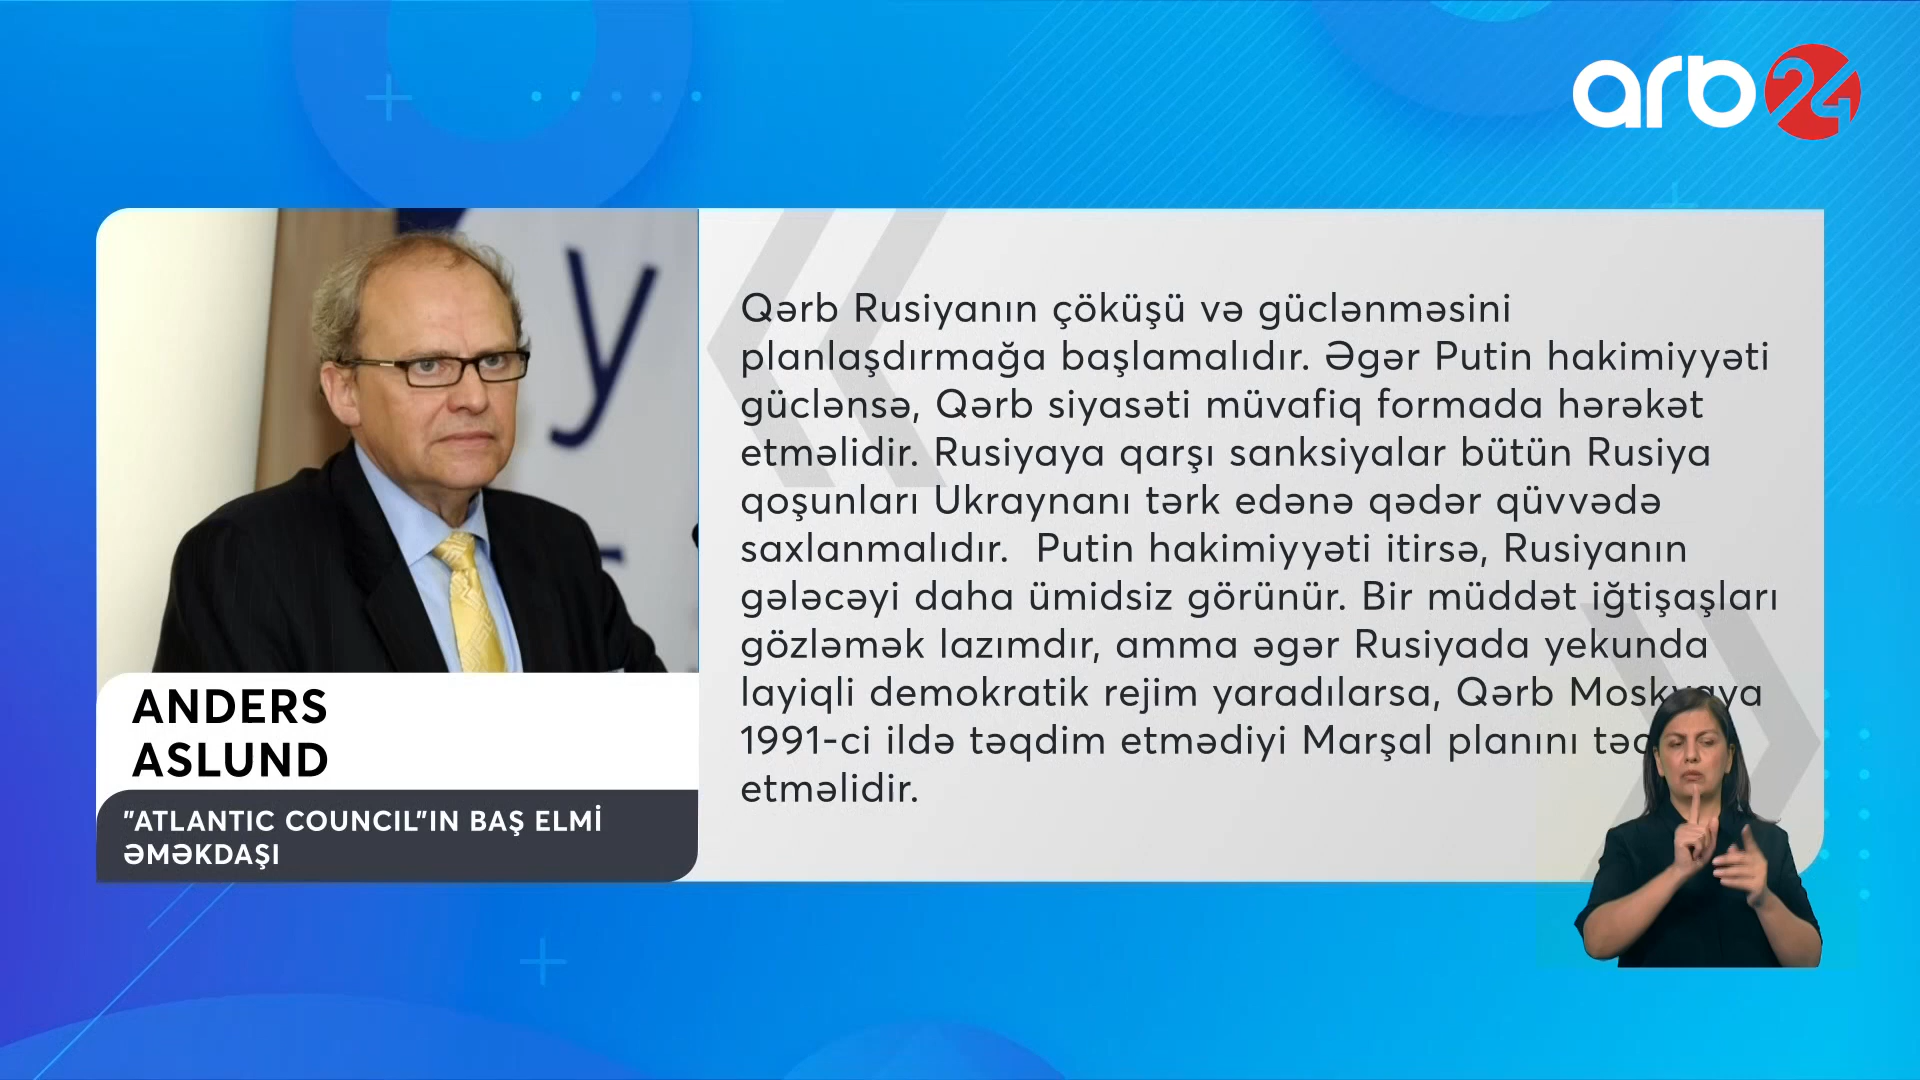 arb24
y
Qərb Rusiyanın çöküşü və güclənməsini
planlaşdırmağa başlamalıdır. Əgər Putin hakimiyyəti
güclənsə, Qərb siyasəti müvafiq formada hərəkət
etməlidir. Rusiyaya qarşı sanksiyalar bütün Rusiya
qoşunları Ukraynanı tərk edənə qədər qüvvədə
saxlanmalıdır. Putin hakimiyyəti itirsə, Rusiyanın
gələcəyi daha ümidsiz görünür. Bir müddət iğtişaşları
gözləmək lazımdır, amma əgər Rusiyada yekunda
layiqli demokratik rejim yaradılarsa, Qərb Moskvaya
1991-ci ildə təqdim etmədiyi Marşal planını
etməlidir.
ANDERS
ASLUND
"ATLANTIC COUNCIL"IN BAŞ ELMİ
ƏMƏKDAŞI